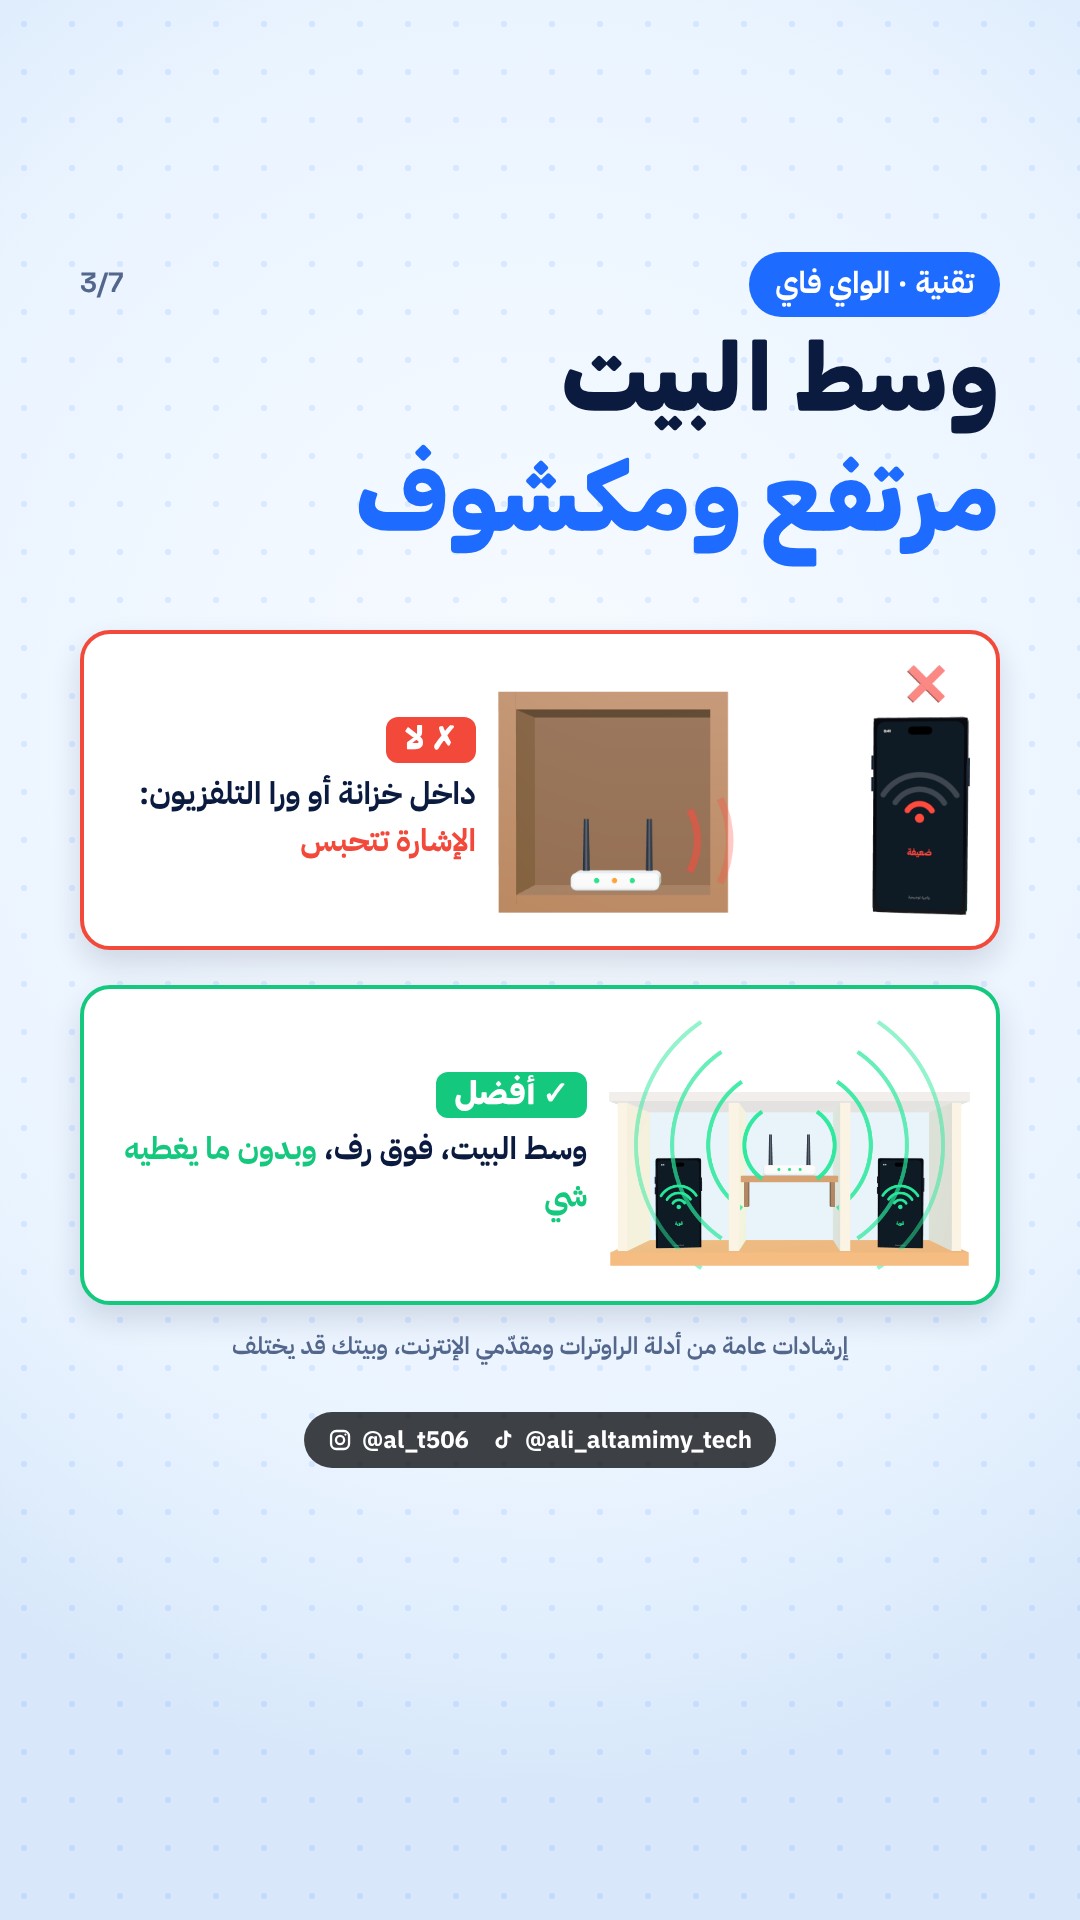 تقنية · الواي فاي
3/7
وسط البيت
مرتفع ومكشوف
✗ لا
داخل خزانة أو ورا التلفزيون:
الإشارة تتحبس
ضعيفة
✓ أفضل
وسط البيت، فوق رف، وبدون ما يغطيه
شي
قوية
قوية
إرشادات عامة من أدلة الراوترات ومقدّمي الإنترنت، وبيتك قد يختلف
@al_t506 @ali_altamimy_tech